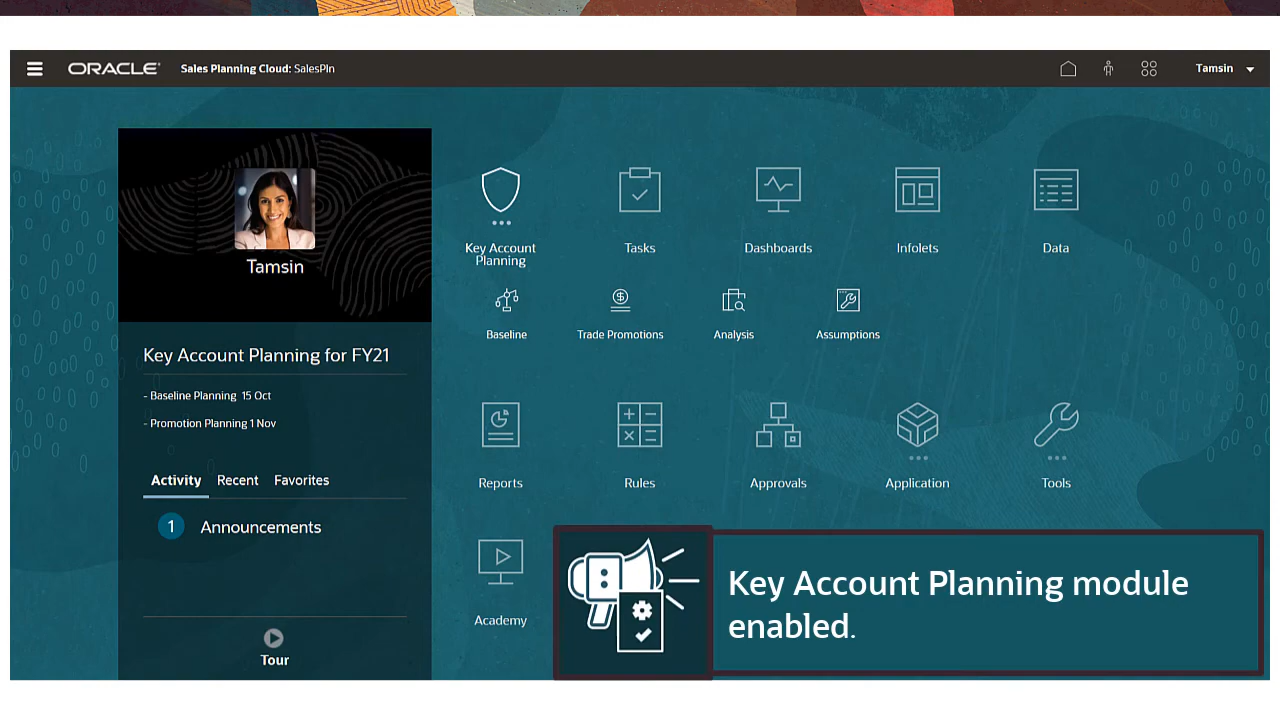 ORACLE Sales Planning Cloud: SalesPln Tamsin
Tamsin
Key Account Planning for FY21
- Baseline Planning 15 Oct
- Promotion Planning 1 Nov
Activity Recent Favorites
1 Announcements
Tour
Key Account
Planning
Tasks
Dashboards
Infolets
Data
Baseline
Trade Promotions
Analysis
Assumptions
Reports
Rules
Approvals
Application
Tools
Academy
Key Account Planning module
enabled.